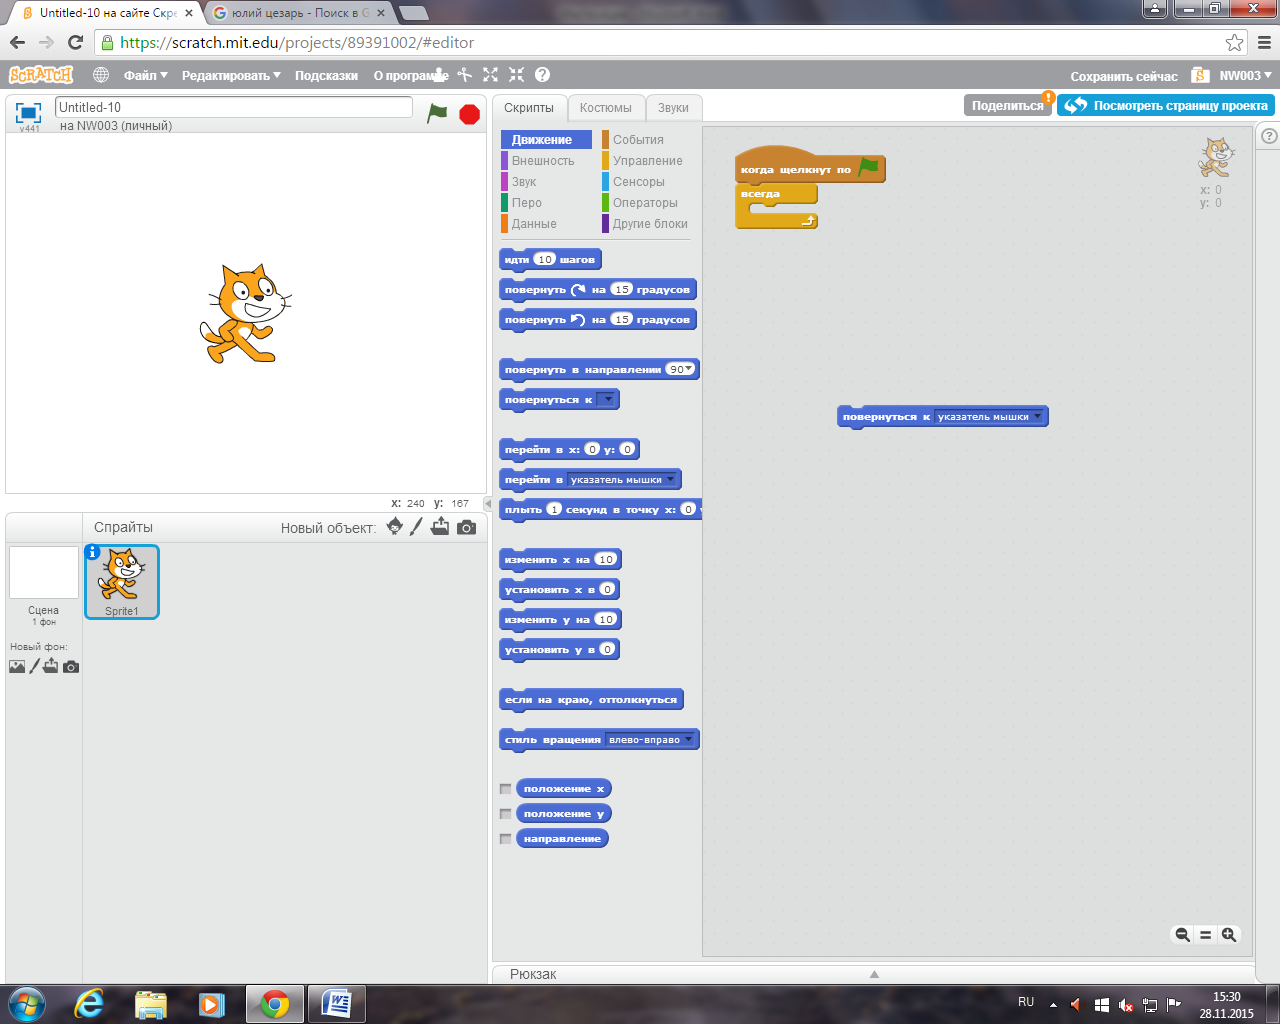 Untitled-10 на сайте Скре
юлий цезарь - Поиск в G
https://scratch.mit.edu/projects/89391002/#editor
SCRATCH Файл Редактировать Подсказки О программе Сохранить сейчас NW003
Untitled-10
на NW003 (личный)
v441
Скрипты Костюмы Звуки
Поделиться ! Посмотреть страницу проекта
Движение События
Внешность Управление
Звук Сенсоры
Перо Операторы
Данные Другие блоки
идти 10 шагов
повернуть на 15 градусов
повернуть на 15 градусов
повернуть в направлении 90
повернуться к
перейти в x: 0 y: 0
перейти в указатель мышки
плыть 1 секунд в точку x: 0
изменить x на 10
установить x в 0
изменить y на 10
установить y в 0
если на краю, оттолкнуться
стиль вращения влево-вправо
положение x
положение y
направление
когда щелкнут по
всегда
повернуться к указатель мышки
x: 0
y: 0
x: 240 y: 167
Спрайты Новый объект:
Sprite1
Сцена
1 фон
Новый фон:
Рюкзак
RU
15:30
28.11.2015